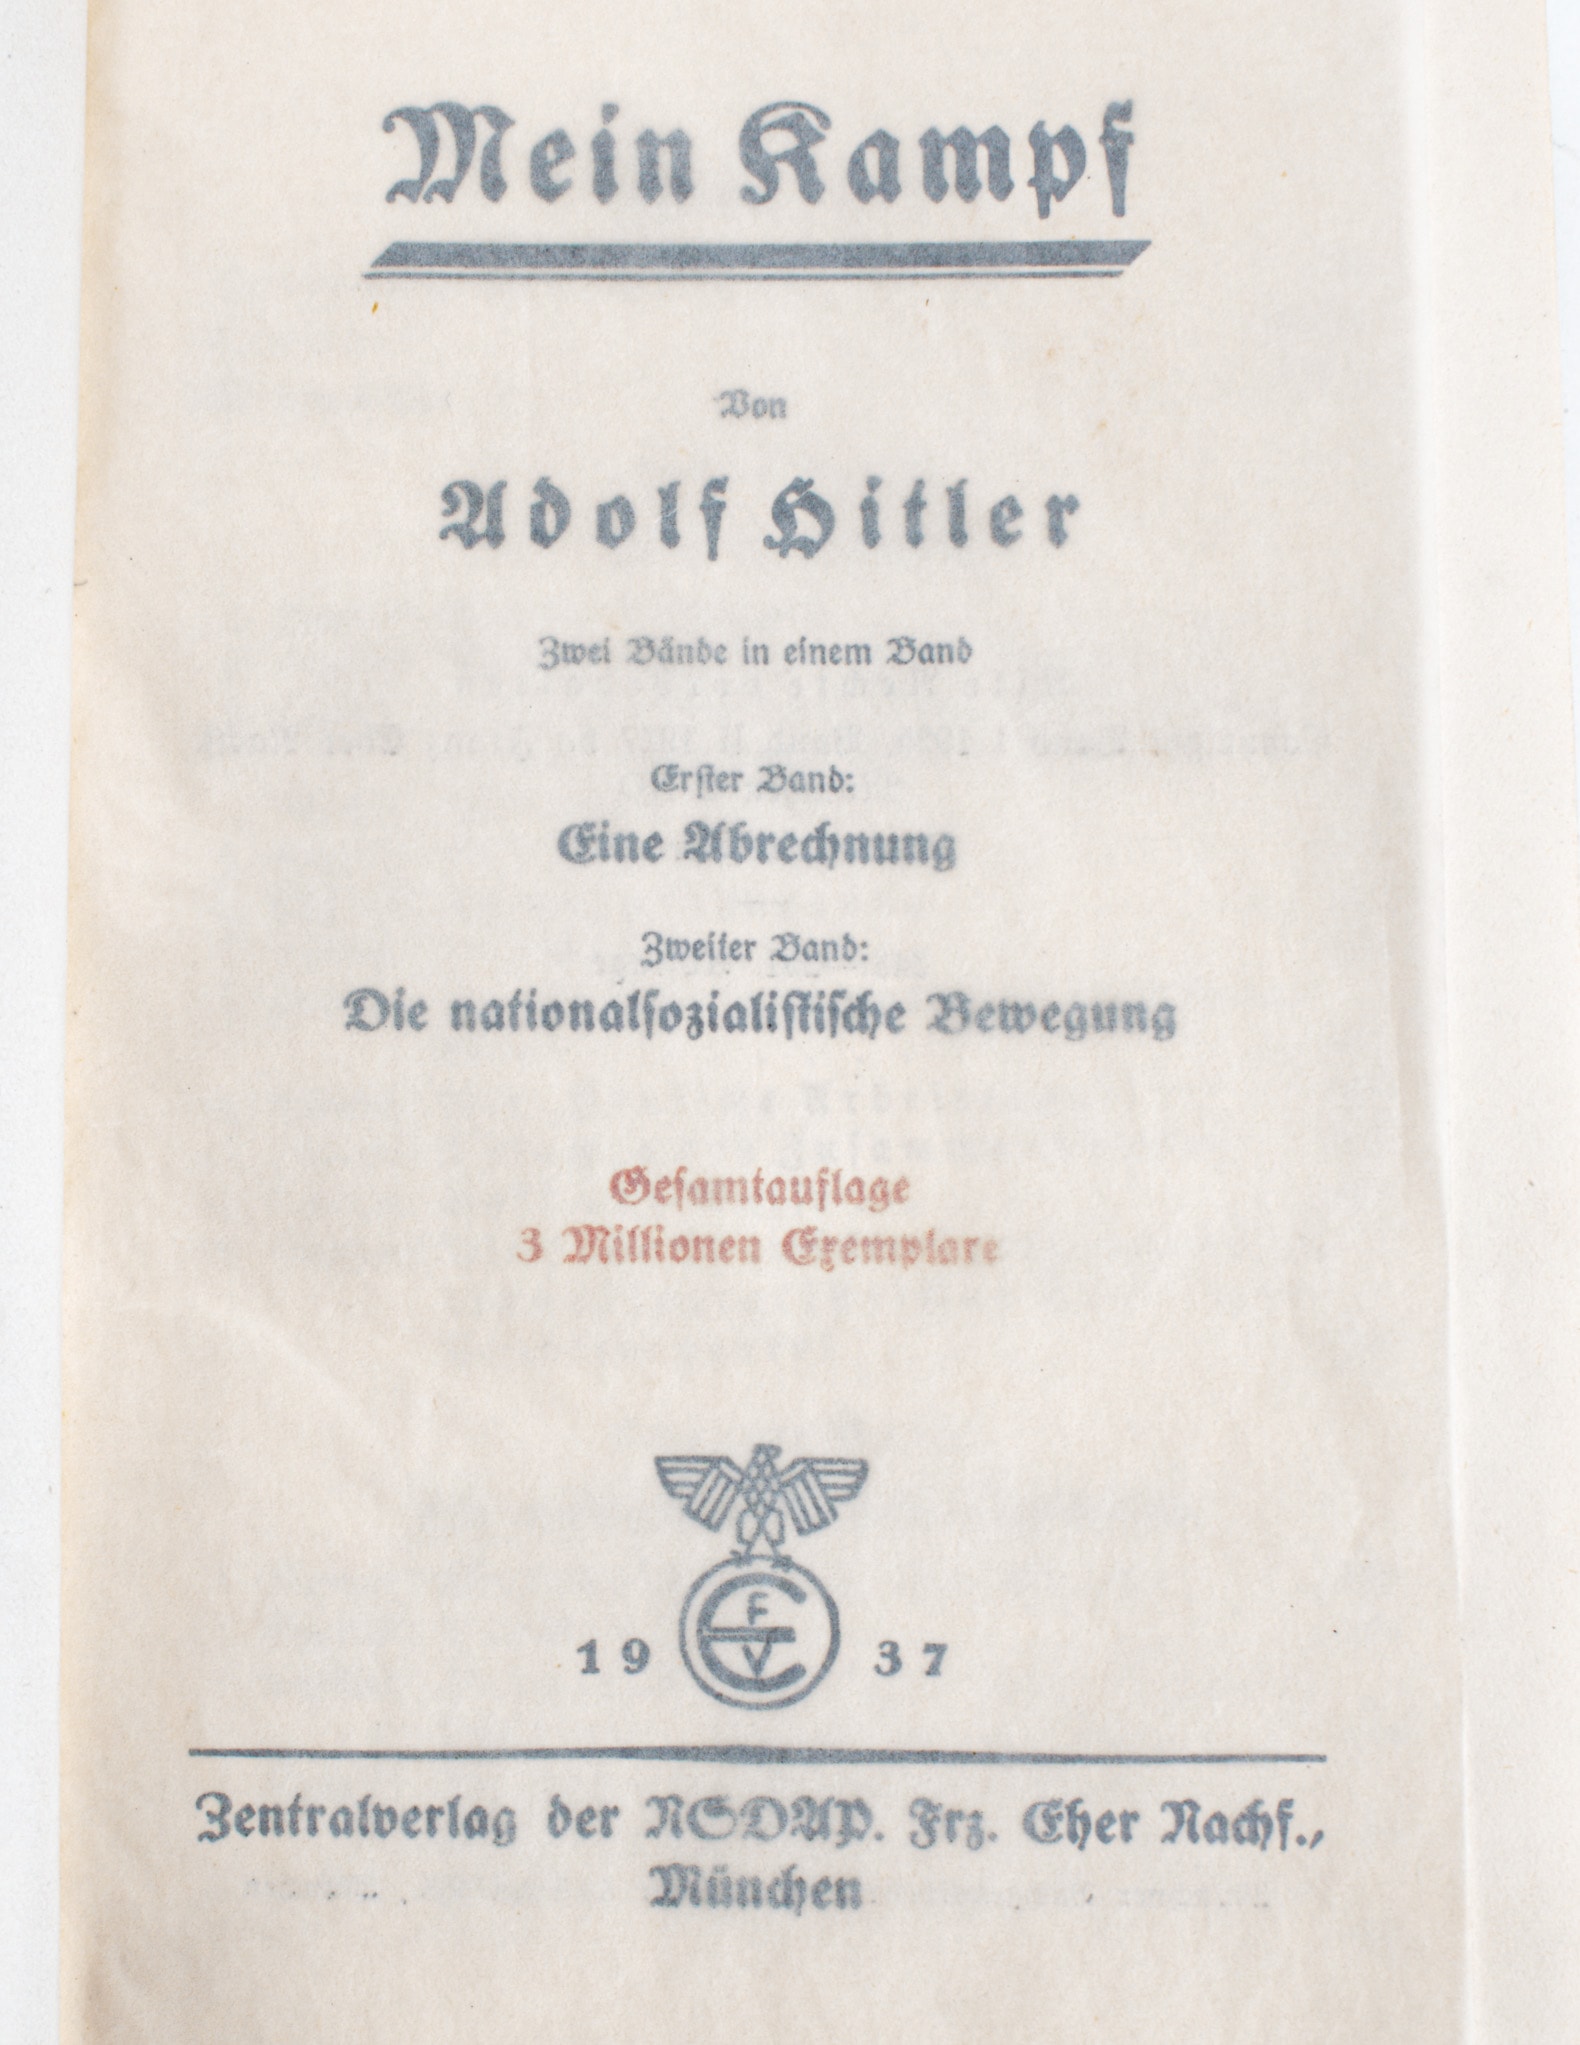 Mein Kampf
Von
Adolf Hitler
Zwei Bände in einem Band
Erster Band:
Eine Abrechnung
Zweiter Band:
Die nationalsozialistische Bewegung
Gesamtauflage
3 Millionen Exemplare
F
E
V
19 37
Zentralverlag der NSDAP. Frz. Eher Nachf.,
München